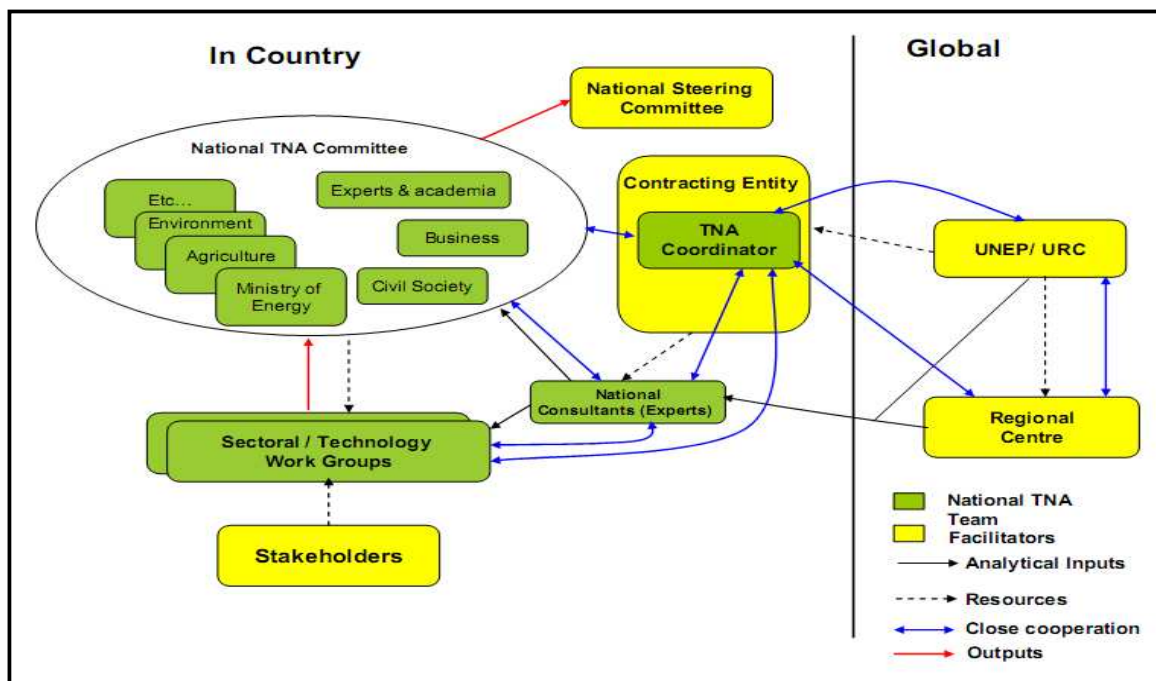 In Country
Global
National Steering
Committee
National TNA Committee
Etc...
Environment
Agriculture
Ministry of
Energy
Experts & academia
Business
Civil Society
Contracting Entity
TNA
Coordinator
UNEP/ URC
National
Consultants (Experts)
Regional
Centre
Sectoral / Technology
Work Groups
Stakeholders
National TNA
Team
Facilitators
Analytical Inputs
Resources
Close cooperation
Outputs